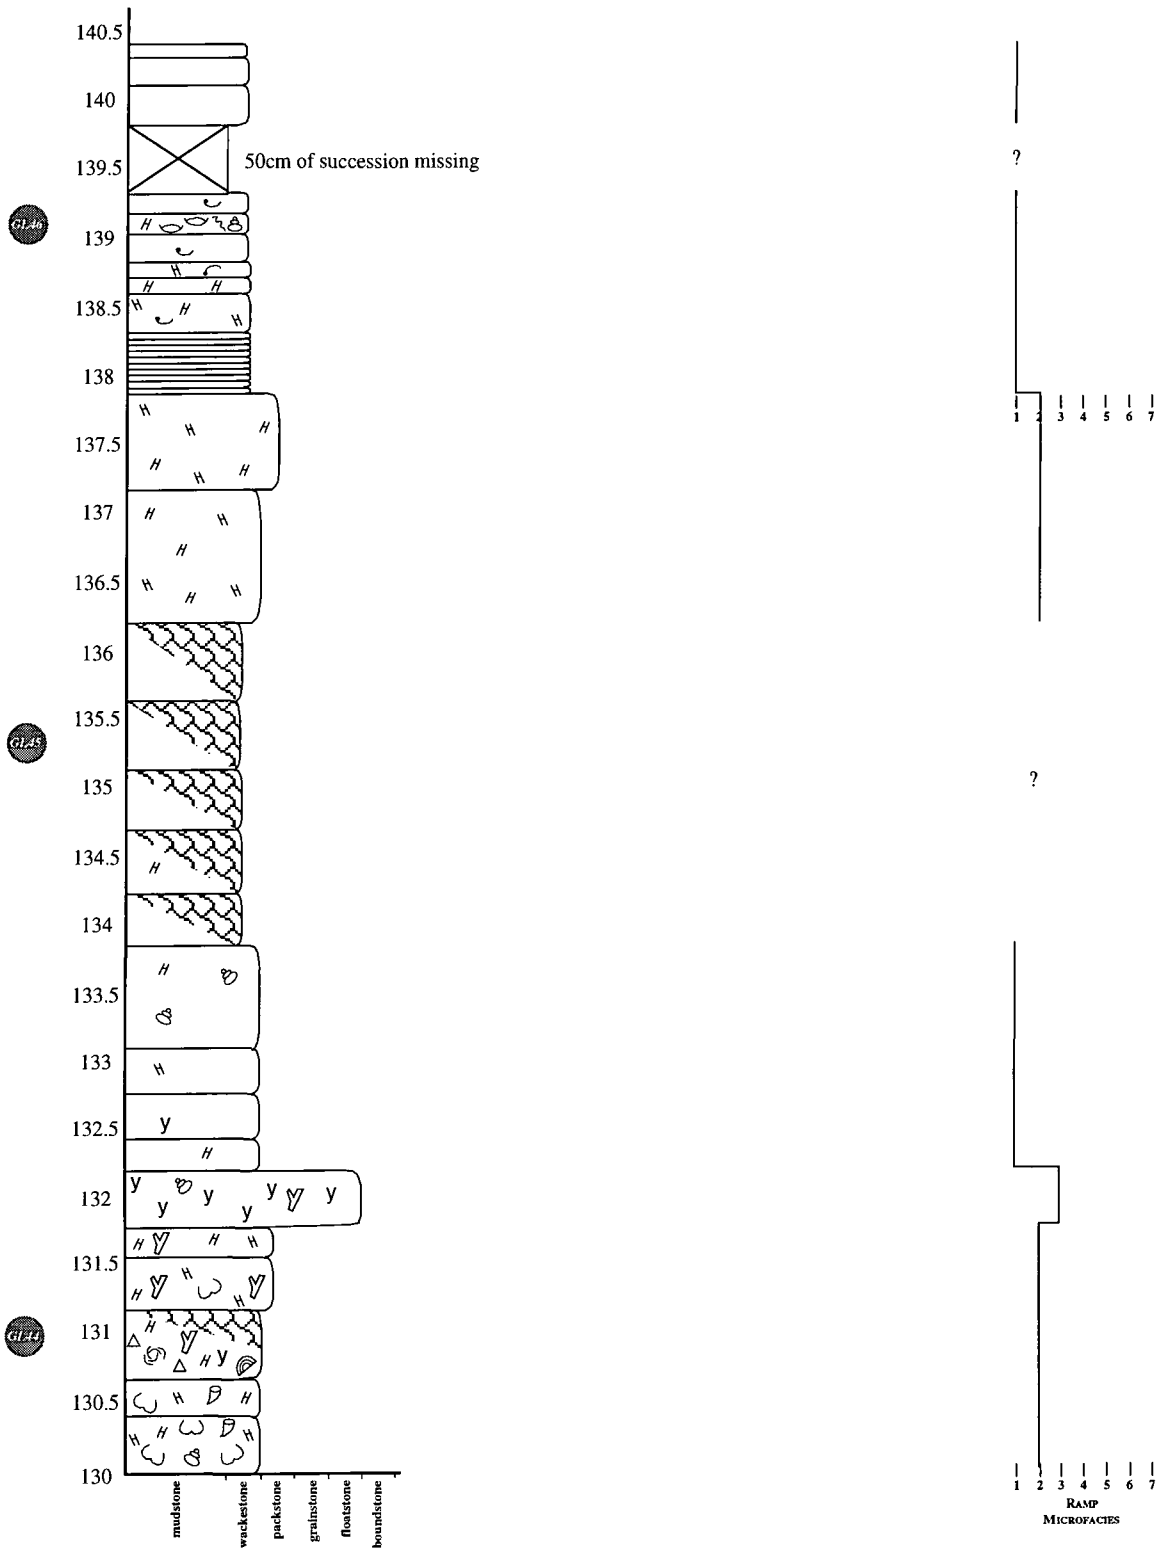 140.5
140
139.5
50cm of succession missing
?
GL46
139
138.5
138
1 2 3 4 5 6 7
137.5
137
136.5
136
135.5
GL45
135
?
134.5
134
133.5
133
132.5
132
131.5
GL44
131
130.5
130
mudstone
wackestone
packstone
grainstone
floatstone
boundstone
1 2 3 4 5 6 7
RAMP
MICROFACIES